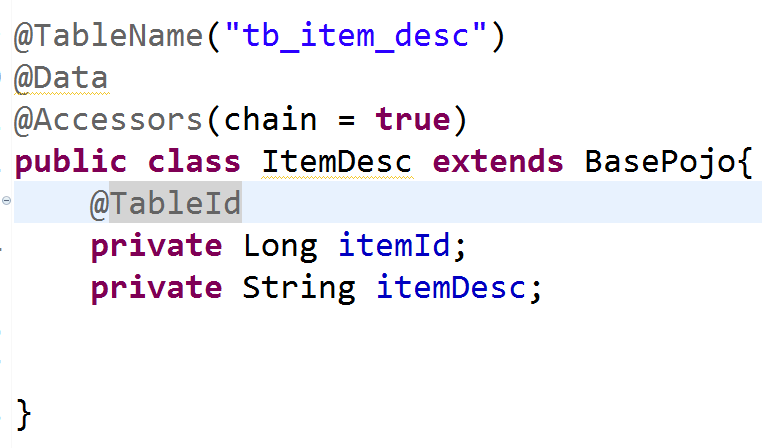 @TableName("tb_item_desc")
@Data
@Accessors(chain = true)
public class ItemDesc extends BasePojo{
    @TableId
    private Long itemId;
    private String itemDesc;
}